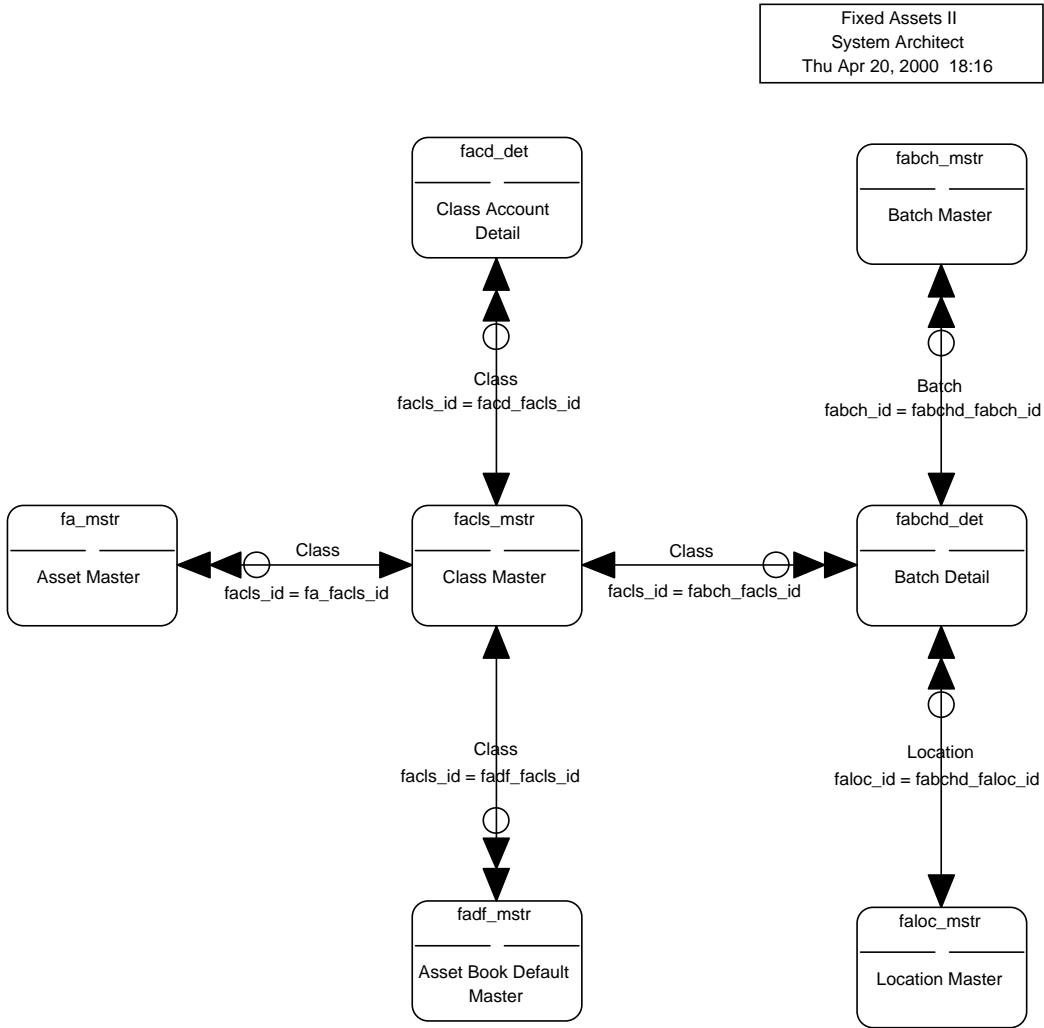 Fixed Assets II
System Architect
Thu Apr 20, 2000 18:16
facd_det
Class Account
Detail
fabch_mstr
Batch Master
Class
facls_id = facd_facls_id
Batch
fabch_id = fabchd_fabch_id
fa_mstr
Asset Master
Class
facls_id = fa_facls_id
facls_mstr
Class Master
Class
facls_id = fabch_facls_id
fabchd_det
Batch Detail
Class
facls_id = fadf_facls_id
Location
faloc_id = fabchd_faloc_id
fadf_mstr
Asset Book Default
Master
faloc_mstr
Location Master